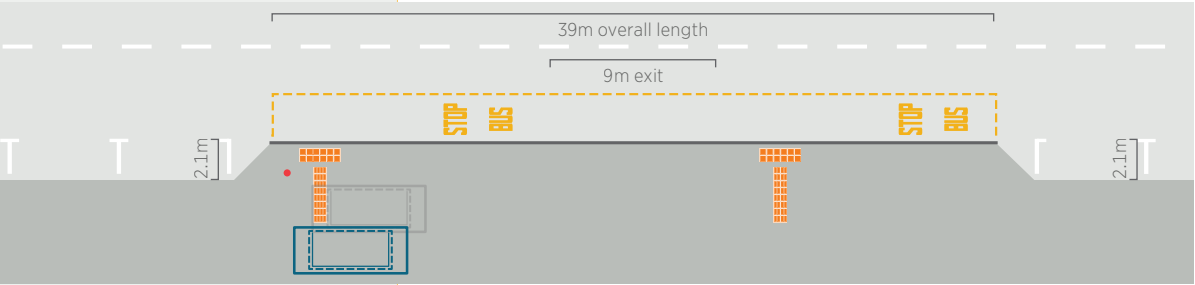 39m overall length
9m exit
STOP
BUS
STOP
BUS
2.1m
2.1m